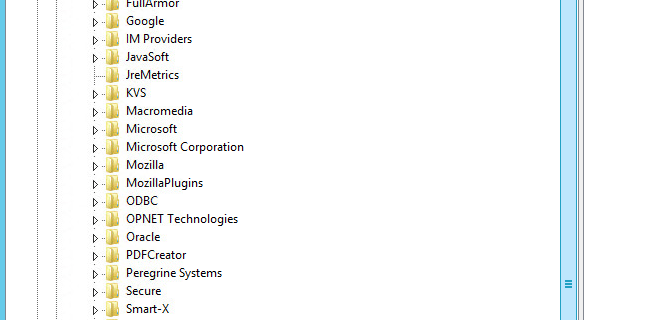 FullArmor
Google
IM Providers
JavaSoft
JreMetrics
KVS
Macromedia
Microsoft
Microsoft Corporation
Mozilla
MozillaPlugins
ODBC
OPNET Technologies
Oracle
PDFCreator
Peregrine Systems
Secure
Smart-X